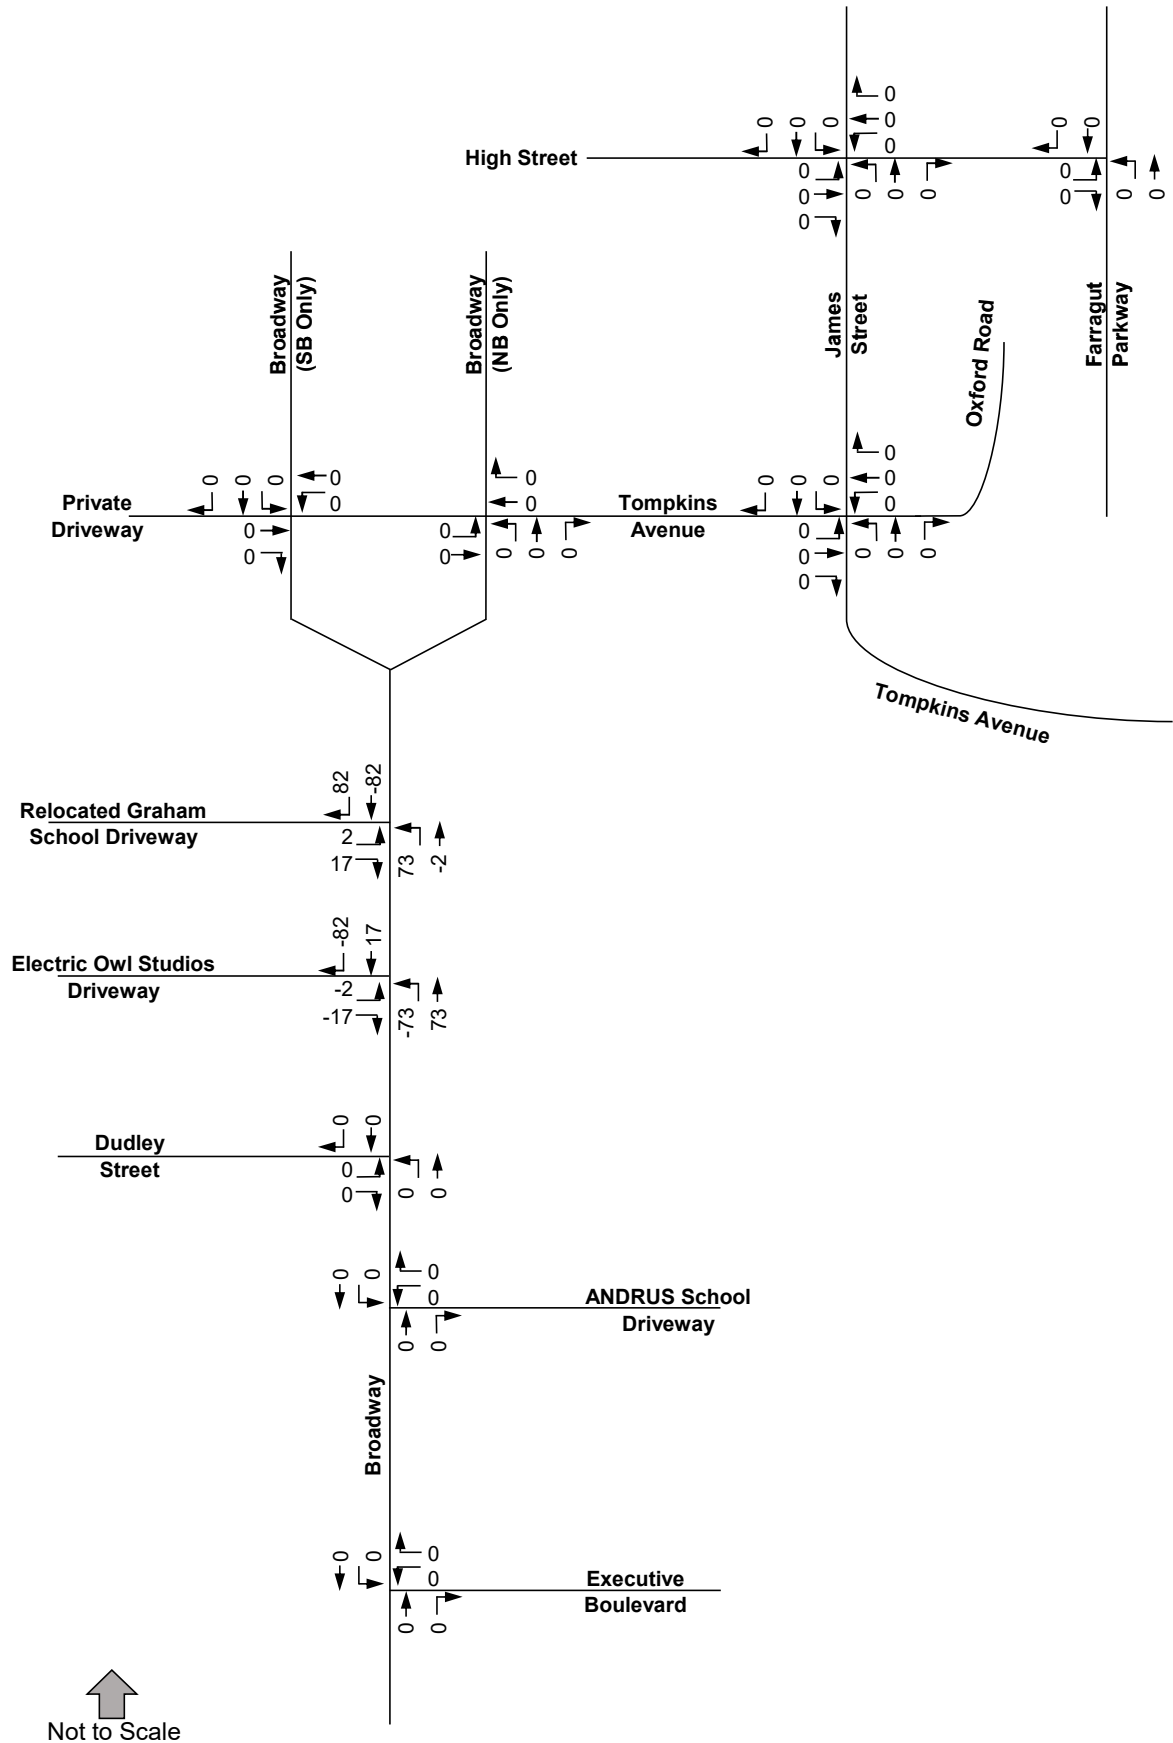 0
0 0 0
0
0
0 0
High Street
0
0 0 0
0
0
0
0 0
0
Broadway
(SB Only)
Broadway
(NB Only)
James
Street
Oxford Road
Farragut
Parkway
0 0 0
0
0
0
0
0 0 0
0
0
0
Private
Driveway
Tompkins
Avenue
0
0
0
0
0 0 0
0
0
0
0 0 0
Tompkins Avenue
82 -82
Relocated Graham
School Driveway
2
17
73 -2
-82 17
Electric Owl Studios
Driveway
-2
-17
-73 73
0 0
Dudley
Street
0
0
0 0
0 0
0
0
ANDRUS School
Driveway
0 0
Broadway
0 0
0
0
Executive
Boulevard
0 0
Not to Scale